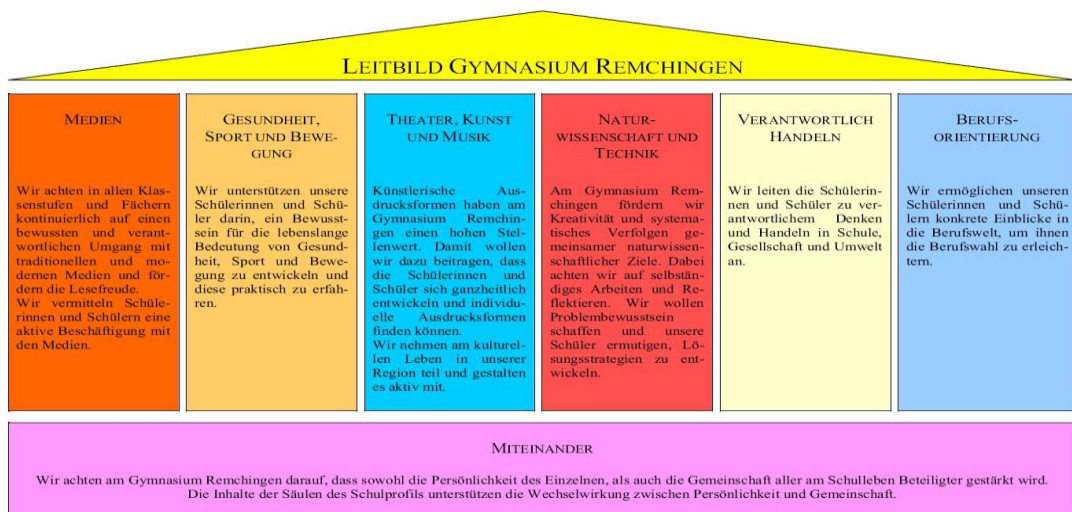 LEITBILD GYMNASIUM REMCHINGEN
MEDIEN
Wir achten in allen Klas-
senstufen und Fächern
kontinuierlich auf einen
bewussten und verant-
wortlichen Umgang mit
traditionellen und mo-
dernen Medien und för-
dern die Lesefreude.
Wir vermitteln Schüle-
rinnen und Schülern eine
aktive Beschäftigung mit
den Medien.
GESUNDHEIT,
SPORT UND BEWE-
GUNG
Wir unterstützen unsere
Schülerinnen und Schü-
ler darin, ein Bewusst-
sein für die lebenslange
Bedeutung von Gesund-
heit, Sport und Bewe-
gung zu entwickeln und
diese praktisch zu erfah-
ren.
THEATER, KUNST
UND MUSIK
Künstlerische Aus-
drucksformen haben am
Gymnasium Remchin-
gen einen hohen Stel-
lenwert. Damit wollen
wir dazu beitragen, dass
die Schülerinnen und
Schüler sich ganzheitlich
entwickeln und individu-
elle Ausdrucksformen
finden können.
Wir nehmen am kulturel-
len Leben in unserer
Region teil und gestalten
es aktiv mit.
NATUR-
WISSENSCHAFT UND
TECHNIK
Am Gymnasium Rem-
chingen fördern wir
Kreativität und systema-
tisches Verfolgen ge-
meinsamer naturwissen-
schaftlicher Ziele. Dabei
achten wir auf selbstän-
diges Arbeiten und Re-
flektieren. Wir wollen
Problembewusstsein
schaffen und unsere
Schüler ermutigen, Lö-
sungsstrategien zu ent-
wickeln.
VERANTWORTLICH
HANDELN
Wir leiten die Schülerin-
nen und Schüler zu ver-
antwortlichem Denken
und Handeln in Schule,
Gesellschaft und Umwelt
an.
BERUFS-
ORIENTIERUNG
Wir ermöglichen unseren
Schülerinnen und Schü-
lern konkrete Einblicke in
die Berufswelt, um ihnen
die Berufswahl zu erleich-
tern.
MITEINANDER
Wir achten am Gymnasium Remchingen darauf, dass sowohl die Persönlichkeit des Einzelnen, als auch die Gemeinschaft aller am Schulleben Beteiligter gestärkt wird.
Die Inhalte der Säulen des Schulprofils unterstützen die Wechselwirkung zwischen Persönlichkeit und Gemeinschaft.